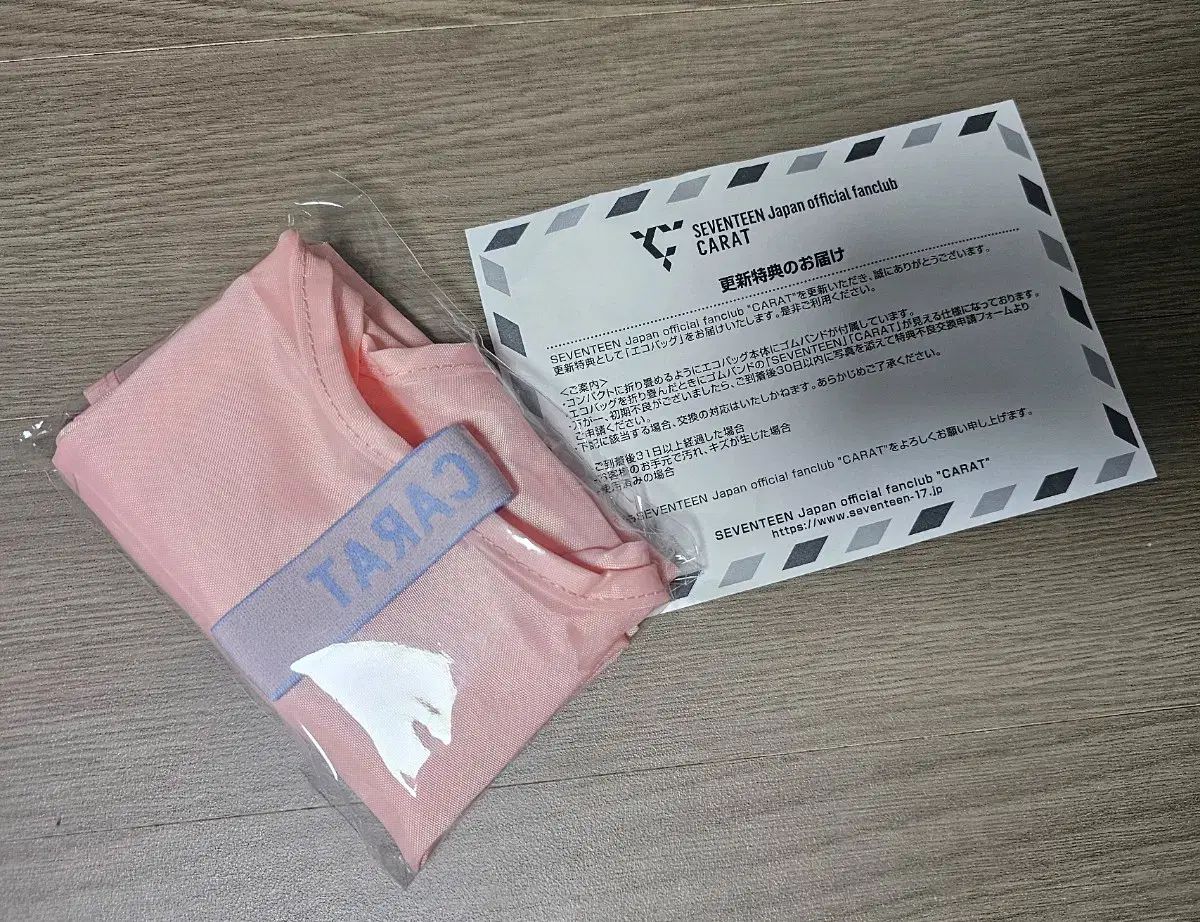 SEVENTEEN Japan official fanclub
CARAT
更新特典のお届け
SEVENTEEN Japan official fanclub "CARAT"を更新いただき、誠にありがとうございます。
更新特典として「エコバッグ」をお届けいたします。是非ご利用ください。
<ご案内>
・コンパクトに折り畳めるようにエコバッグ本体にゴムバンドが付属しています。
・エコバッグを折り畳んだときにゴムバンドの「SEVENTEEN」「CARAT」が見える仕様になっております。
・万が一、初期不良がございましたら、ご到着後30日以内に写真を添えて特典不良交換申請フォームより
ご申請ください。
・下記に該当する場合、交換の対応はいたしかねます。あらかじめご了承ください。
ご到着後31日以上経過した場合
お客様のお手元で汚れ、キズが生じた場合
使用済みの場合
SEVENTEEN Japan official fanclub "CARAT"をよろしくお願い申し上げます。
SEVENTEEN Japan official fanclub "CARAT"
https://www.seventeen-17.jp
CARAT